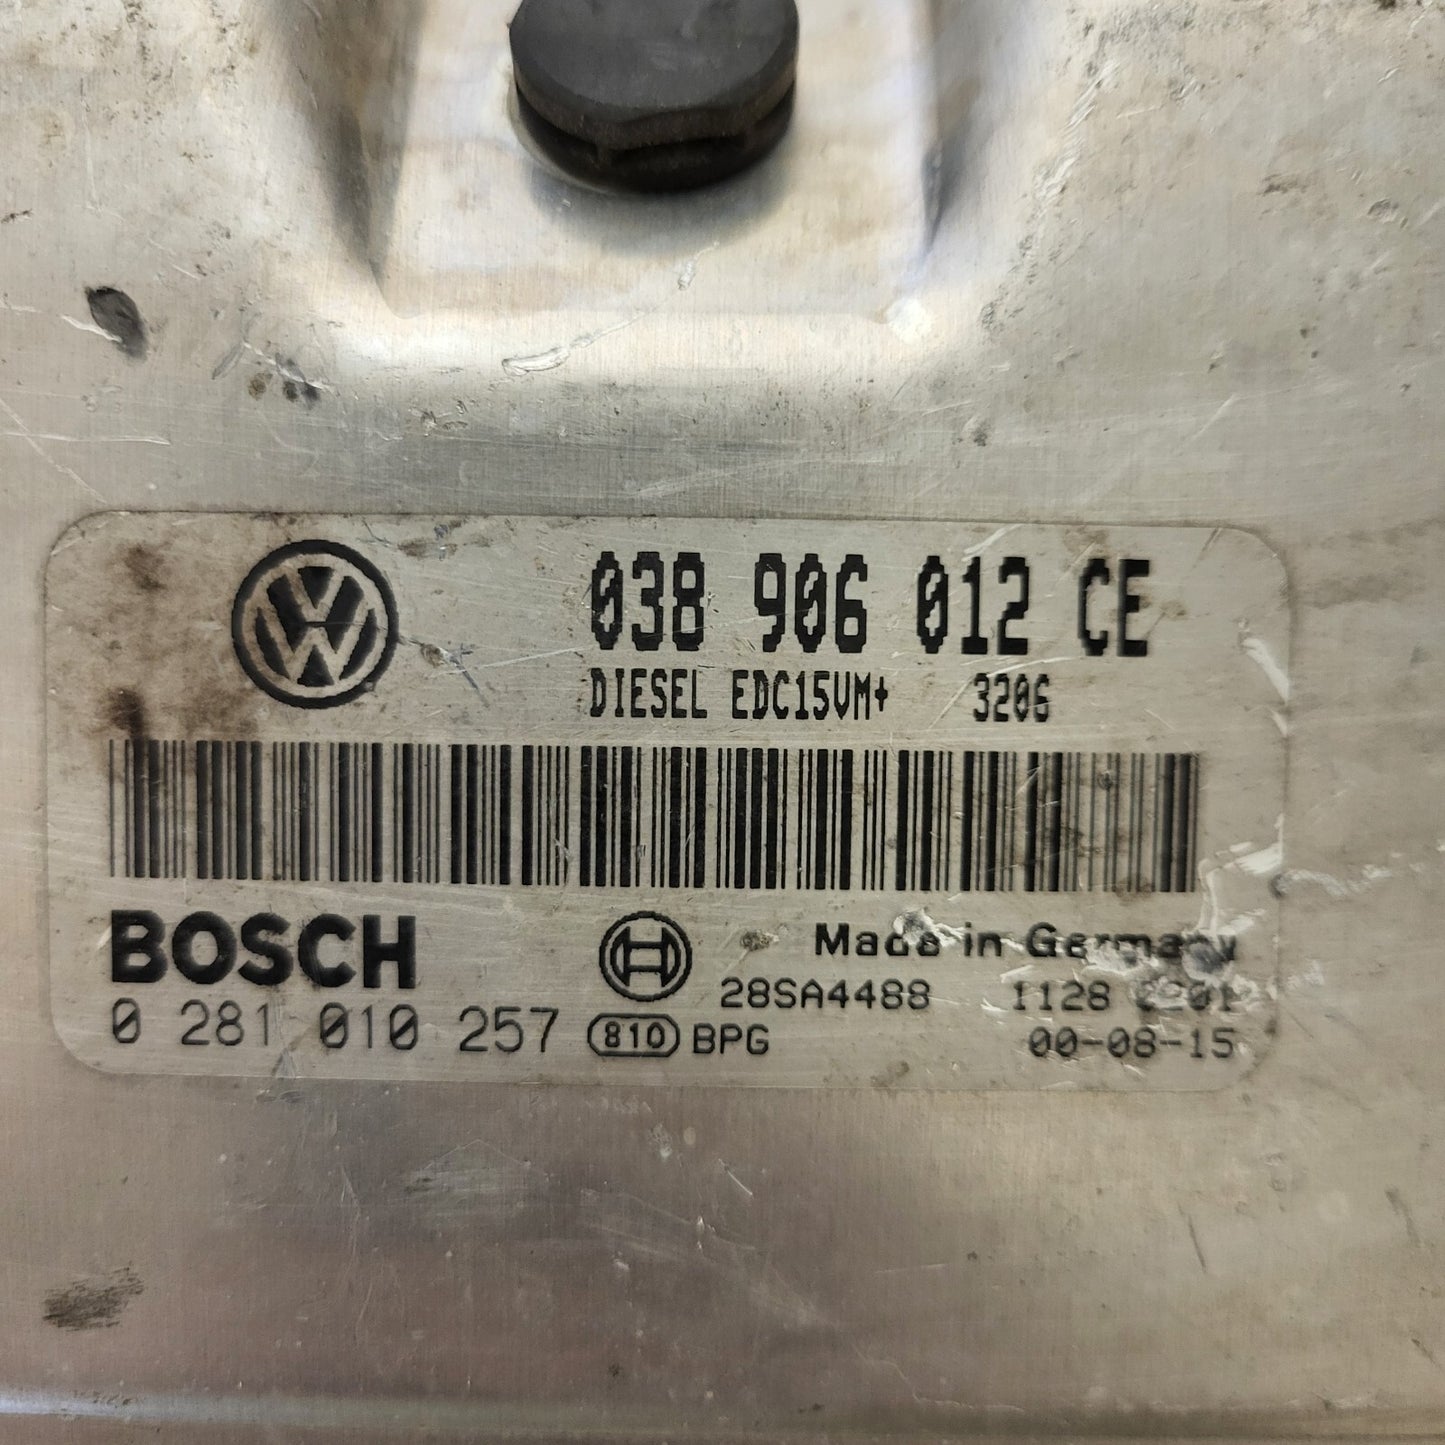 038 906 012 CE
DIESEL EDC15VM+ 3206
BOSCH
Made in Germany
28SA4488 1128
0 281 010 257 810 BPG 00-08-15